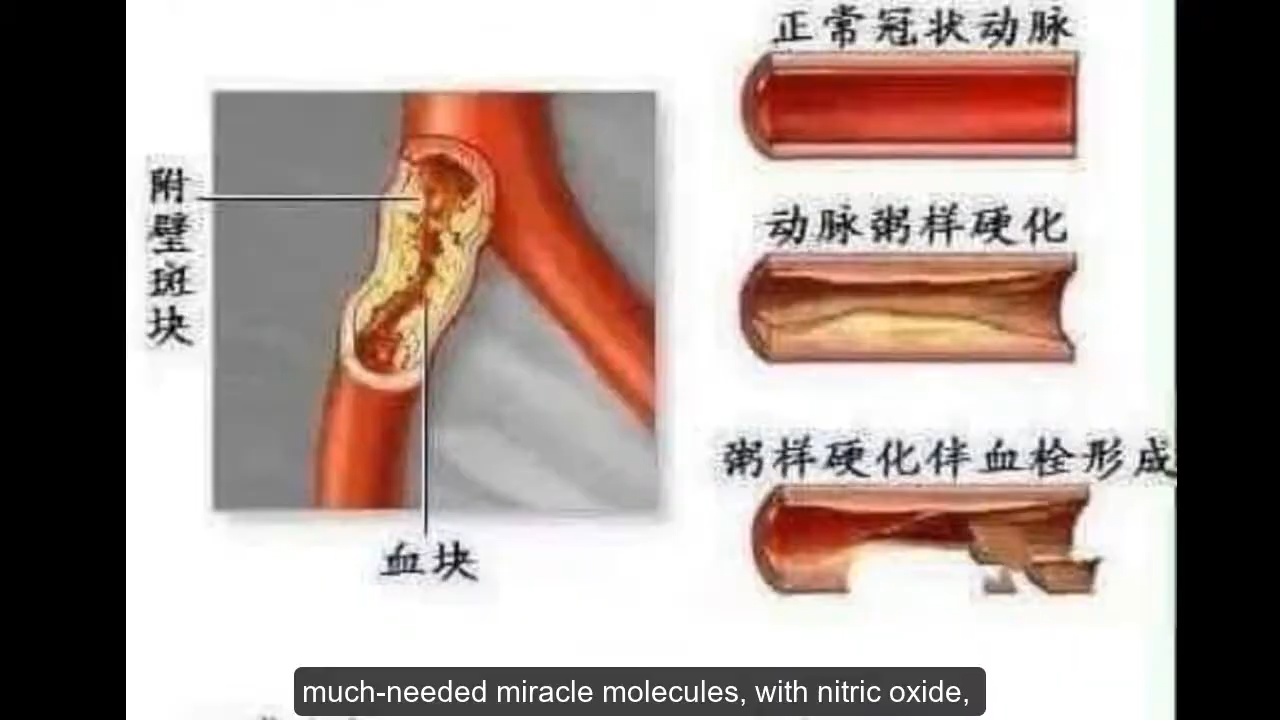 正常冠状动脉
附壁斑块
动脉粥样硬化
粥样硬化伴血栓形成
血块
much-needed miracle molecules, with nitric oxide,